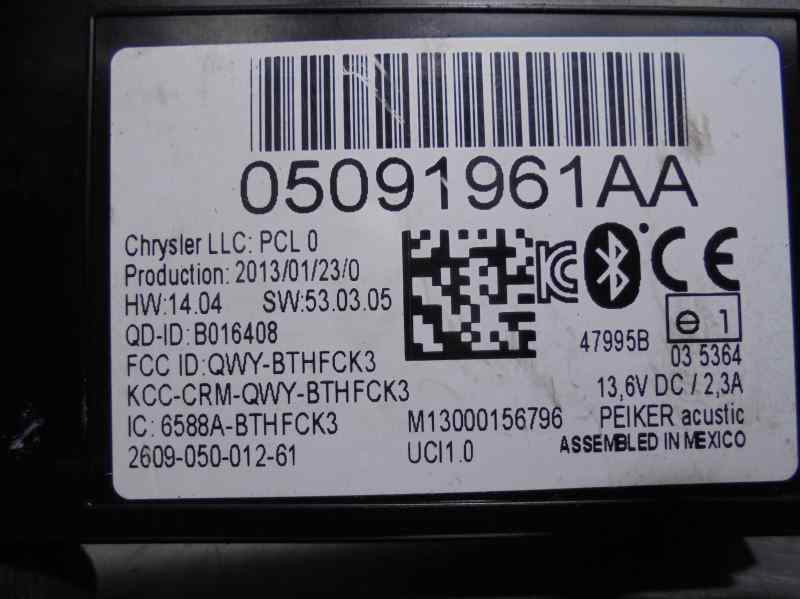 05091961AA
Chrysler LLC: PCL 0
Production: 2013/01/23/0
HW:14.04 SW:53.03.05
QD-ID: B016408
FCC ID: QWY-BTHFCK3
KCC-CRM-QWY-BTHFCK3
IC: 6588A-BTHFCK3
2609-050-012-61
M13000156796
UCI1.0
KC
CE
e 1
47995B
03 5364
13,6V DC / 2,3A
PEIKER acustic
ASSEMBLED IN MEXICO